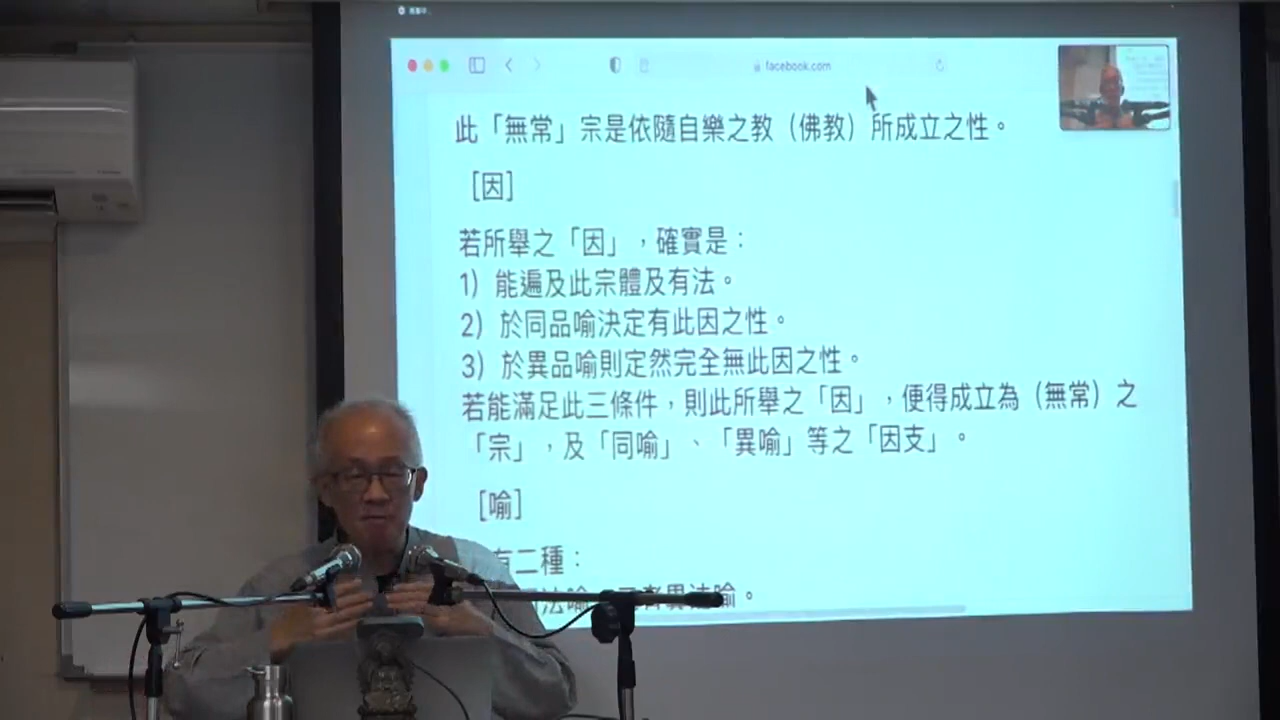 facebook.com
此「無常」宗是依隨自樂之教（佛教）所成立之性。
［因］
若所舉之「因」，確實是：
1）能遍及此宗體及有法。
2）於同品喻決定有此因之性。
3）於異品喻則定然完全無此因之性。
若能滿足此三條件，則此所舉之「因」，便得成立為（無常）之
「宗」，及「同喻」、「異喻」等之「因支」。
［喻］
有二種：
法喻，二者異法喻。